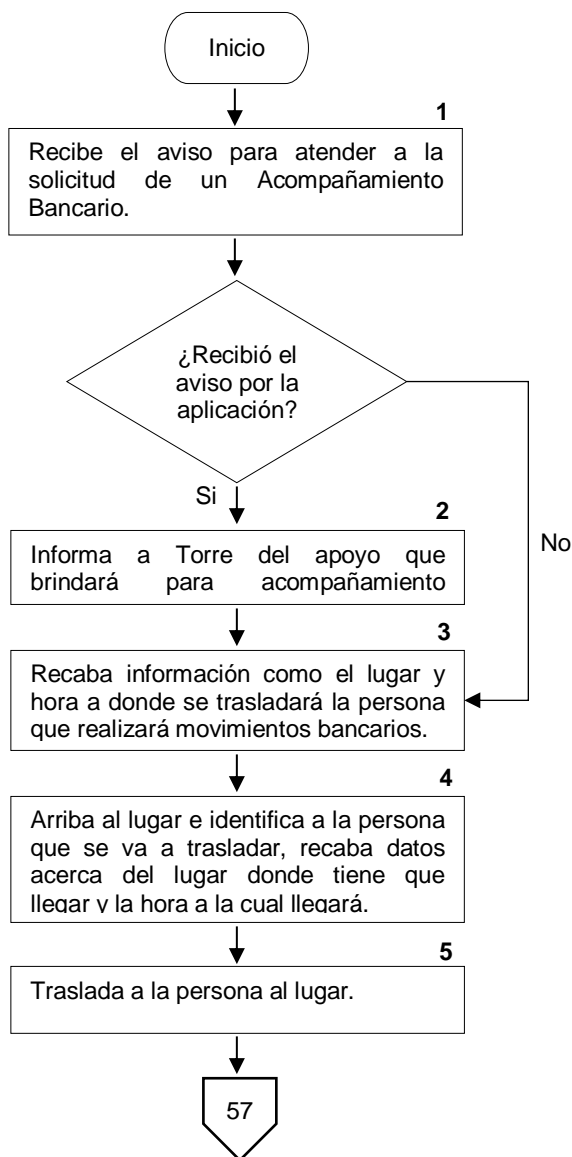 Inicio
1
Recibe el aviso para atender a la
solicitud de un Acompañamiento
Bancario.
¿Recibió el
aviso por la
aplicación?
Si
No
2
Informa a Torre del apoyo que
brindará para acompañamiento
3
Recaba información como el lugar y
hora a donde se trasladará la persona
que realizará movimientos bancarios.
4
Arriba al lugar e identifica a la persona
que se va a trasladar, recaba datos
acerca del lugar donde tiene que
llegar y la hora a la cual llegará.
5
Traslada a la persona al lugar.
57